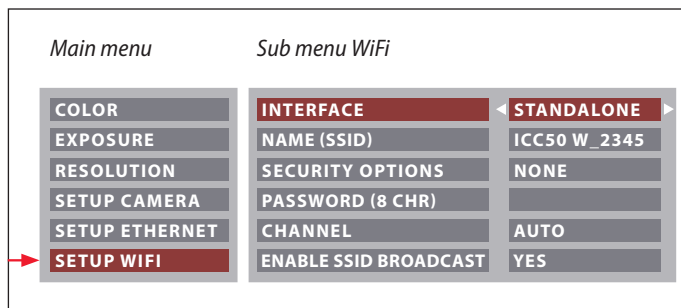 Main menu
Sub menu WiFi
COLOR
EXPOSURE
RESOLUTION
SETUP CAMERA
SETUP ETHERNET
SETUP WIFI
INTERFACE STANDALONE
NAME (SSID) ICC50 W_2345
SECURITY OPTIONS NONE
PASSWORD (8 CHR)
CHANNEL AUTO
ENABLE SSID BROADCAST YES